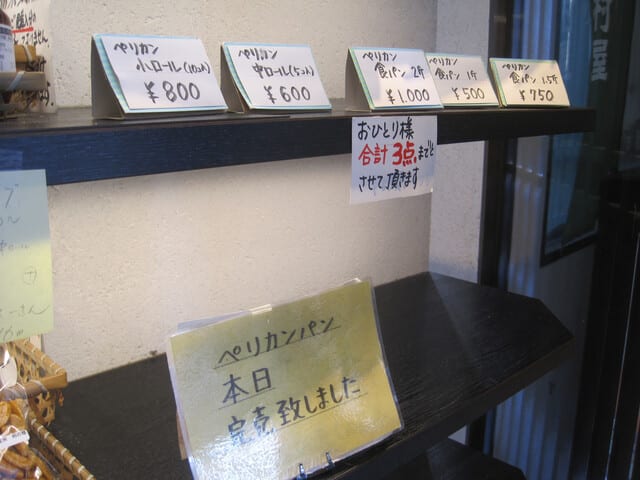 ペリカン
小ロール(10コ入)
¥800
ペリカン
中ロール(5コ入)
¥600
ペリカン
食パン 2斤
¥1,000
ペリカン
食パン 1斤
¥500
ペリカン
食パン 1.5斤
¥750
おひとり様
合計 3点までと
させて頂きます
ペリカンパン
本日
完売致しました